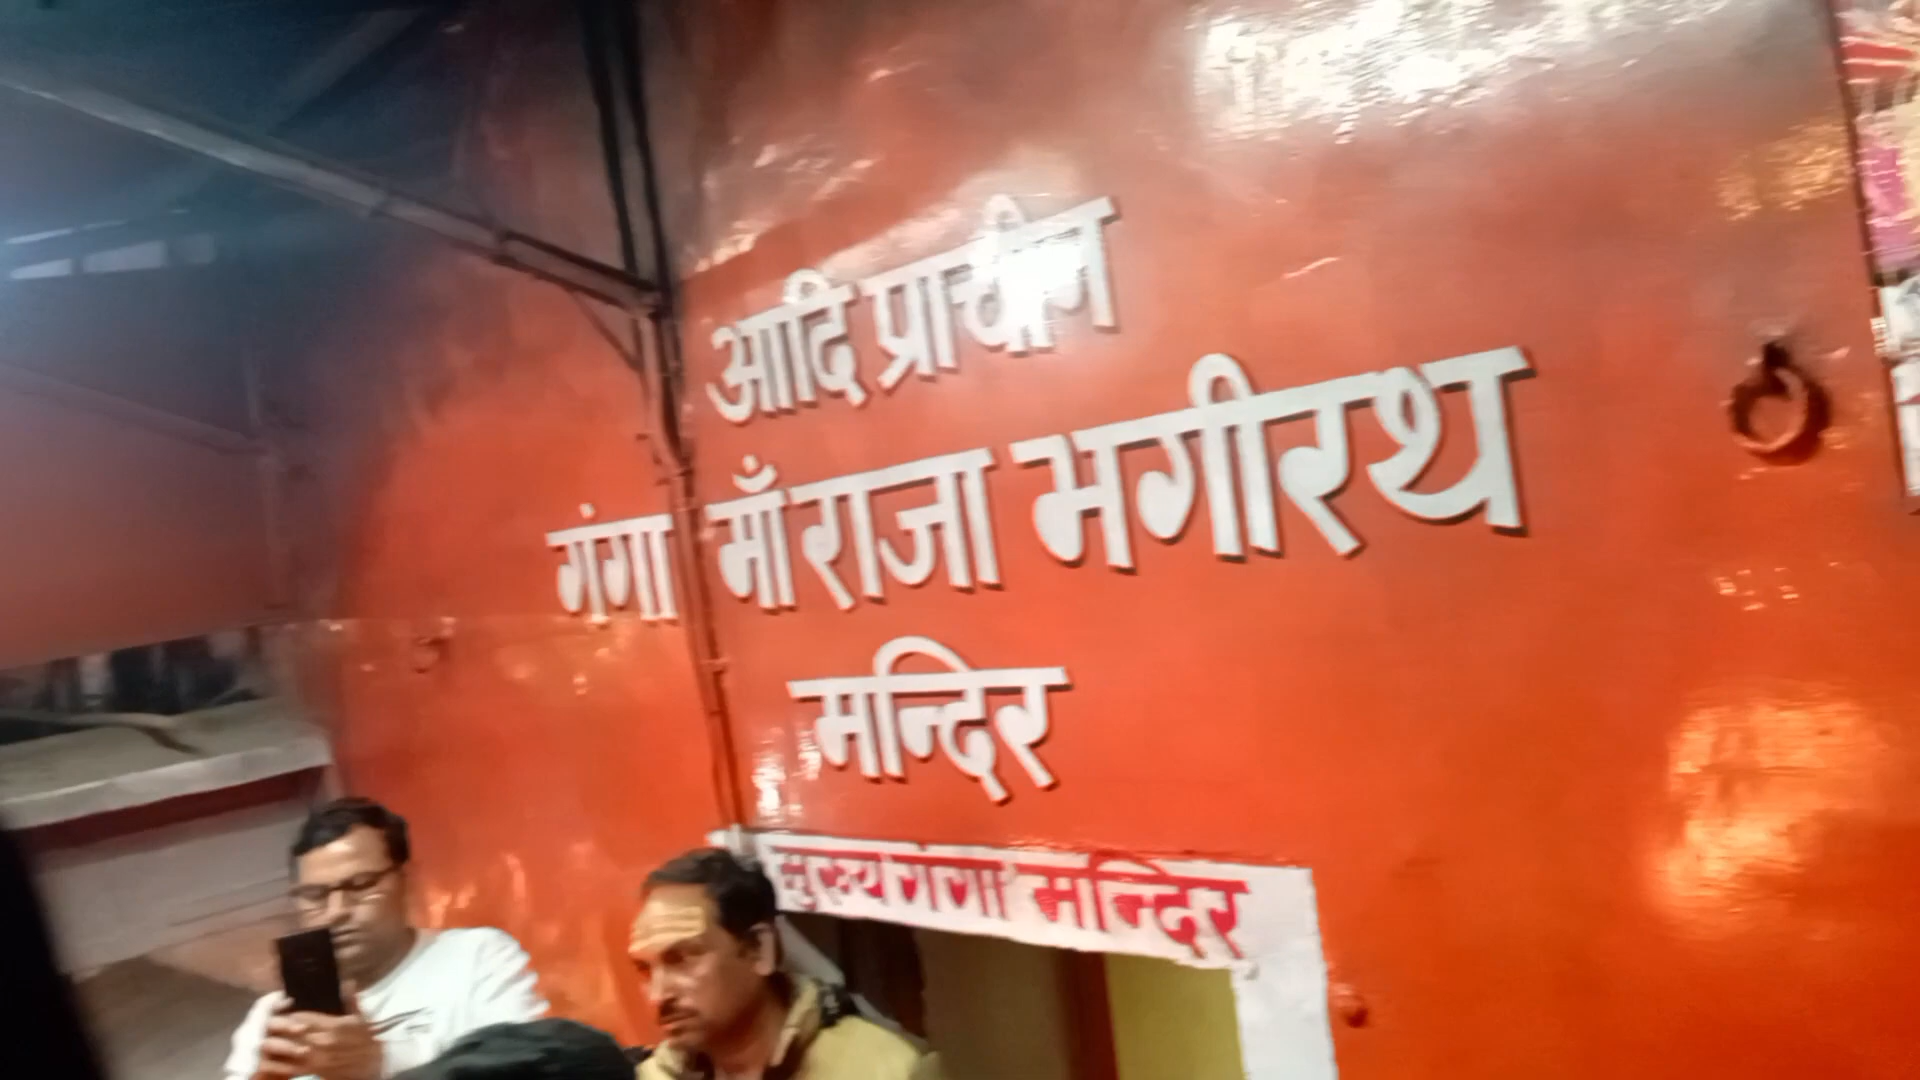 आदि प्राचीन
गंगा माँ राजा भगीरथ
मन्दिर
मुख्य गंगा मन्दिर